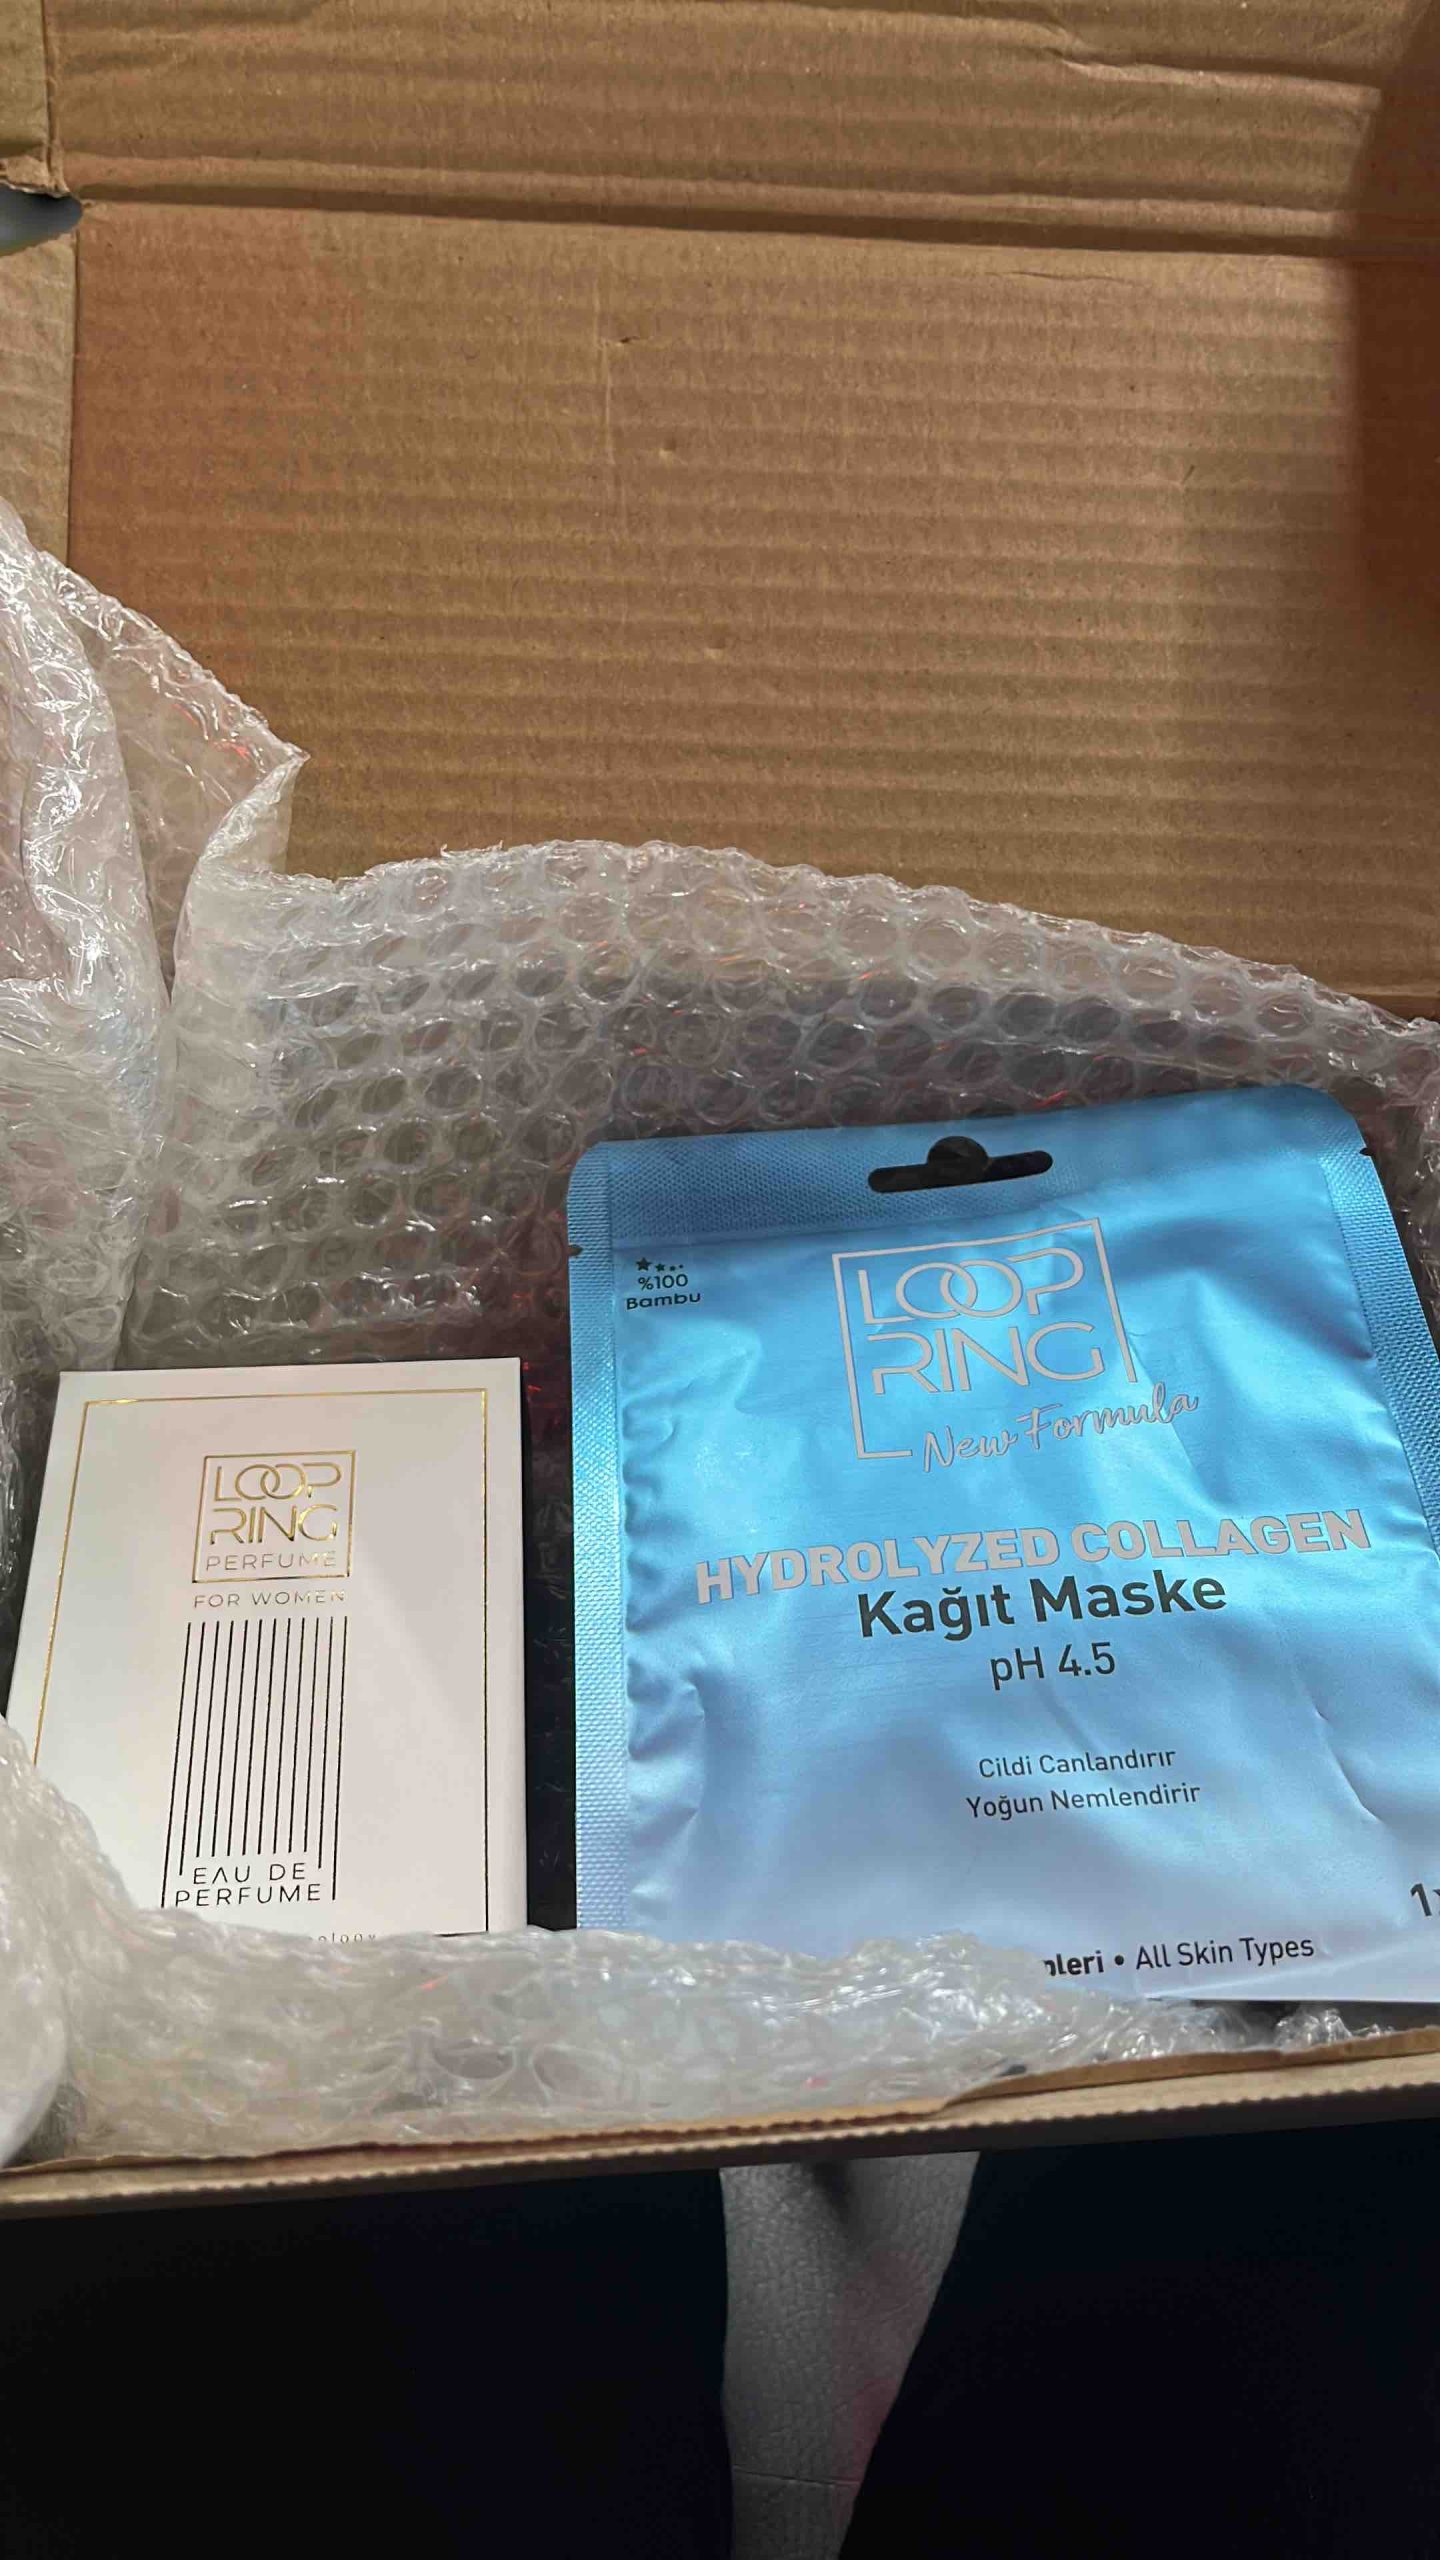 LOOP
RING
PERFUME
FOR WOMEN
EAU DE
PERFUME
%100
Bambu
LOOP
RING
New Formula
HYDROLYZED COLLAGEN
Kağıt Maske
pH 4.5
Cildi Canlandırır
Yoğun Nemlendirir
• All Skin Types